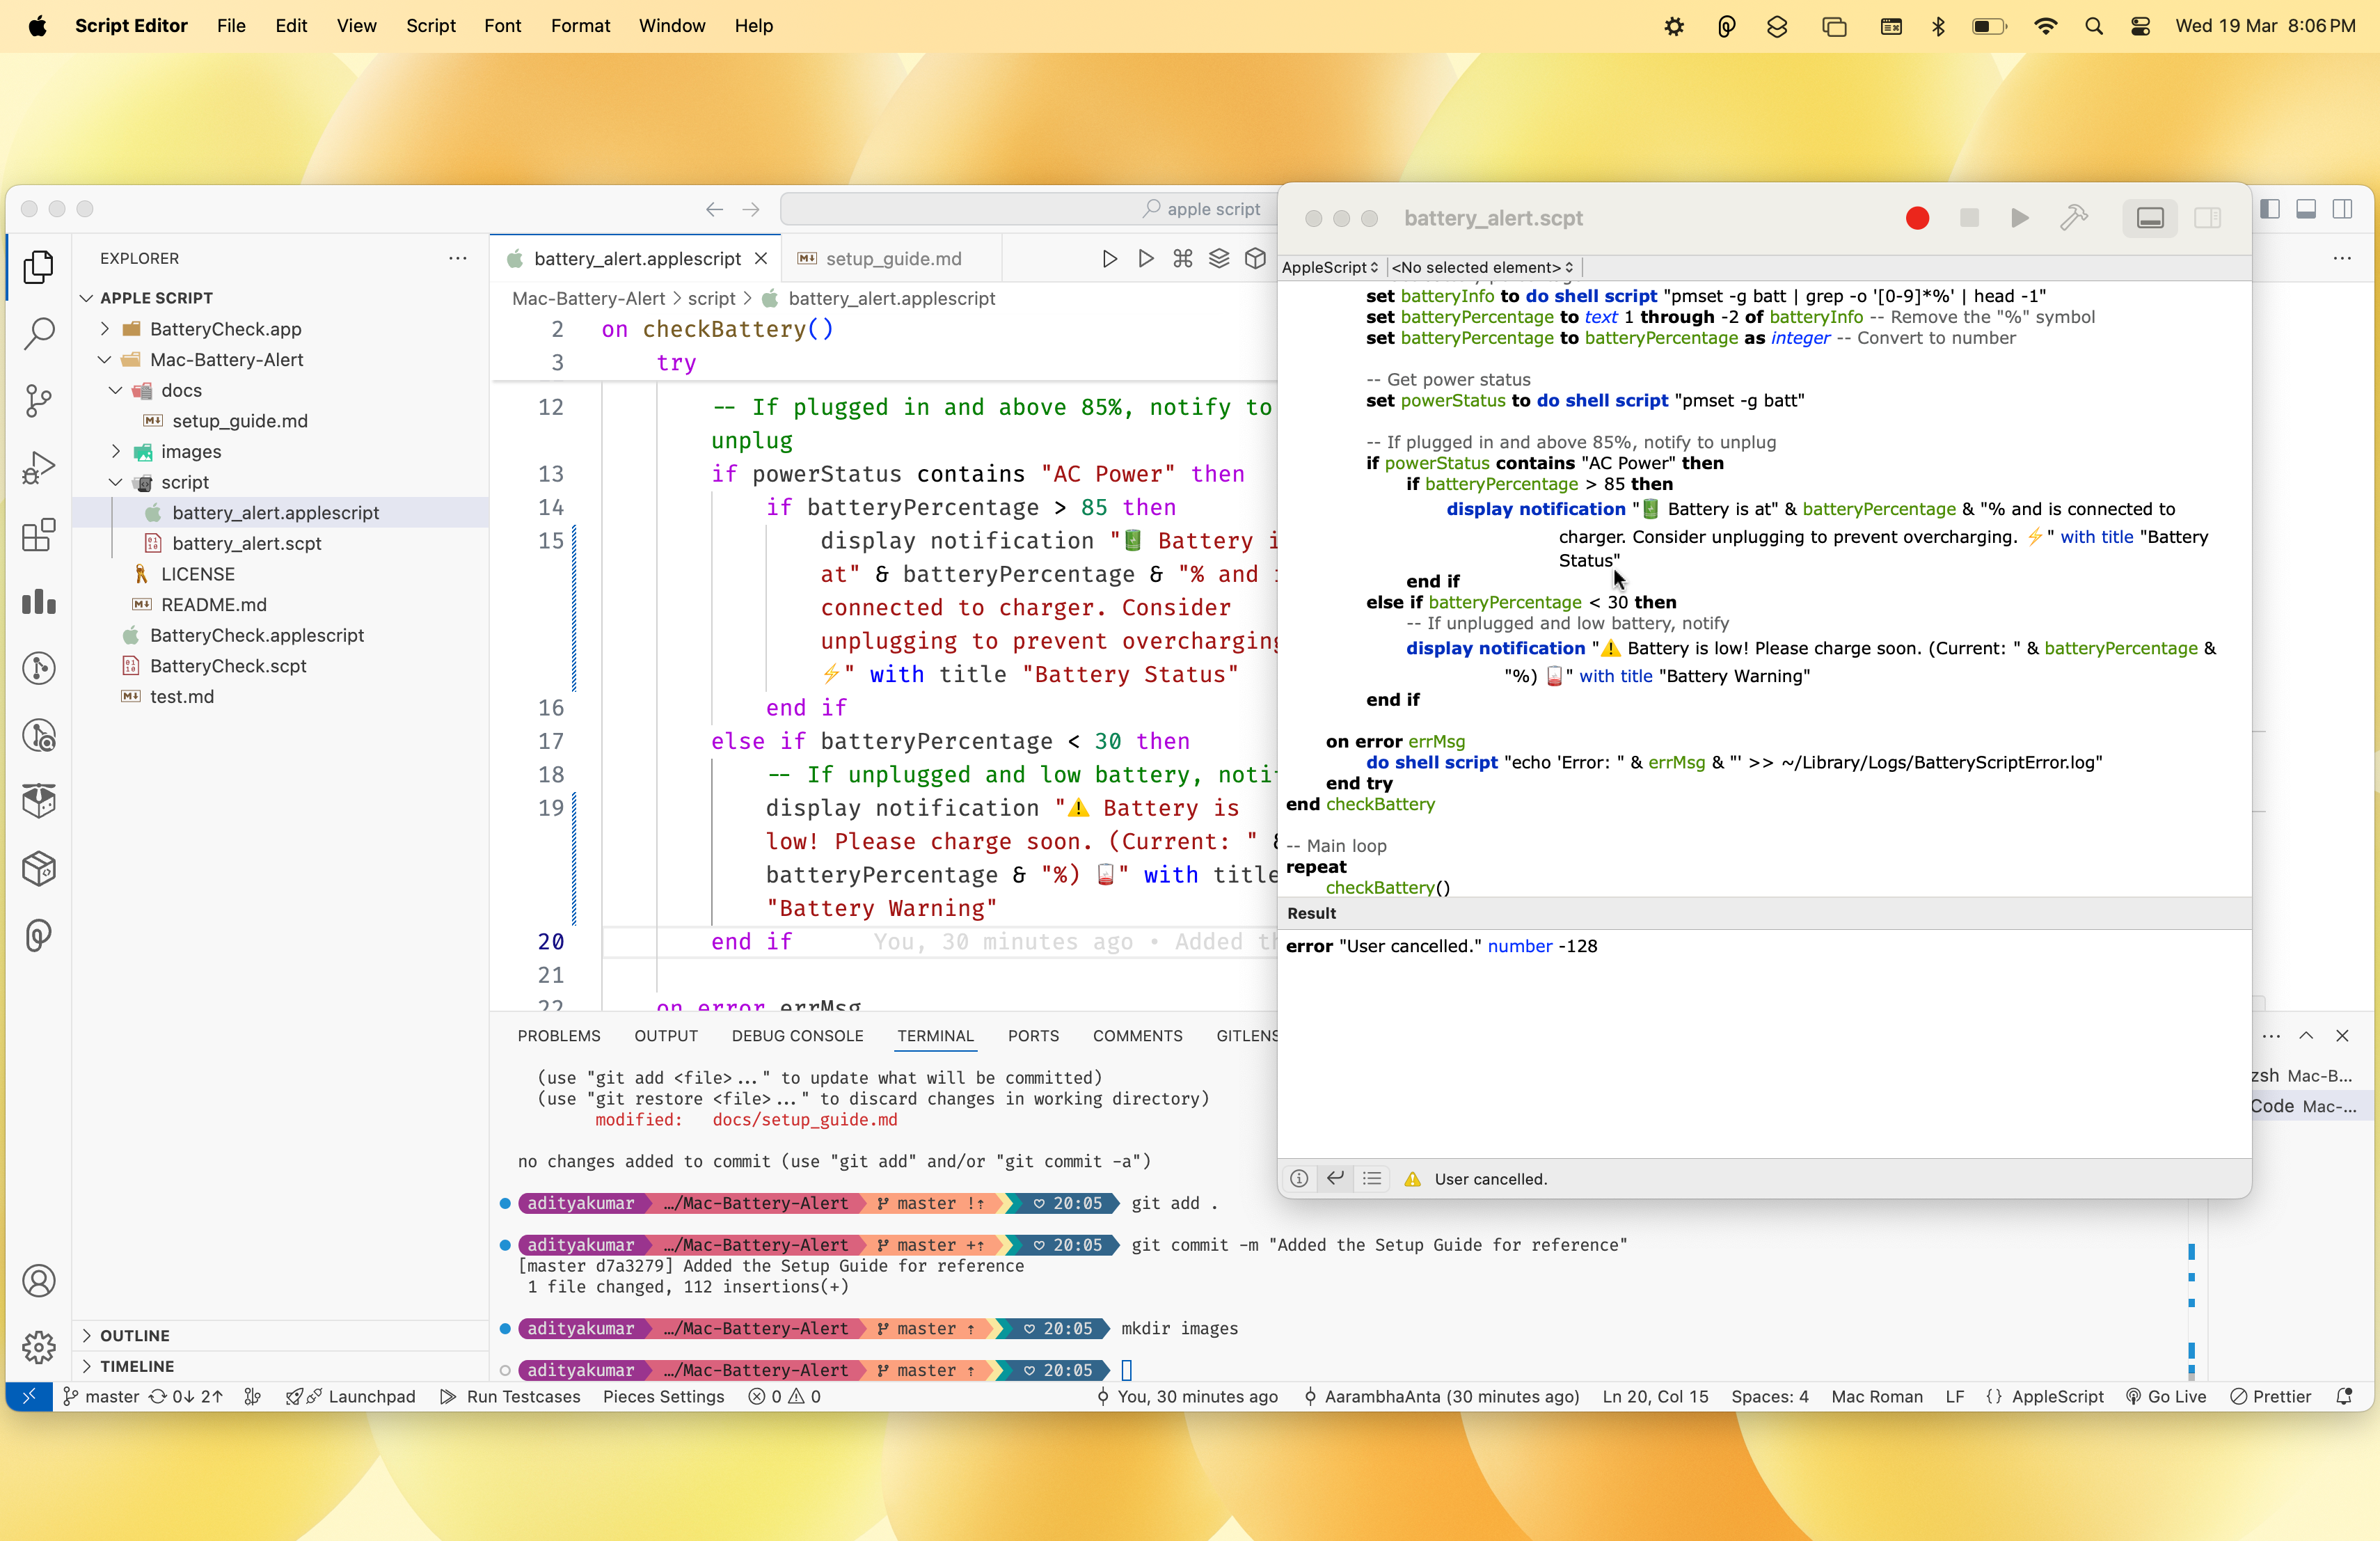 Script Editor File Edit View Script Font Format Window Help
Wed 19 Mar 8:06 PM
apple script
EXPLORER
APPLE SCRIPT
BatteryCheck.app
Mac-Battery-Alert
docs
setup_guide.md
images
script
battery_alert.applescript
battery_alert.scpt
LICENSE
README.md
BatteryCheck.applescript
BatteryCheck.scpt
test.md
OUTLINE
TIMELINE
battery_alert.applescript
setup_guide.md
Mac-Battery-Alert > script > battery_alert.applescript
2 on checkBattery()
3 try
12 -- If plugged in and above 85%, notify to
unplug
13 if powerStatus contains "AC Power" then
14 if batteryPercentage > 85 then
15 display notification "🔋 Battery i
at" & batteryPercentage & "% and i
connected to charger. Consider
unplugging to prevent overcharging
⚡" with title "Battery Status"
16 end if
17 else if batteryPercentage < 30 then
18 -- If unplugged and low battery, noti
19 display notification "⚠️ Battery is
low! Please charge soon. (Current: " &
batteryPercentage & "%) 🪫" with title
"Battery Warning"
20 end if You, 30 minutes ago • Added th
21
22 on error errMsg
PROBLEMS OUTPUT DEBUG CONSOLE TERMINAL PORTS COMMENTS GITLENS
(use "git add <file>..." to update what will be committed)
(use "git restore <file>..." to discard changes in working directory)
modified: docs/setup_guide.md
no changes added to commit (use "git add" and/or "git commit -a")
adityakumar …/Mac-Battery-Alert master !↑ 20:05 git add .
adityakumar …/Mac-Battery-Alert master +↑ 20:05 git commit -m "Added the Setup Guide for reference"
[master d7a3279] Added the Setup Guide for reference
1 file changed, 112 insertions(+)
adityakumar …/Mac-Battery-Alert master ↑ 20:05 mkdir images
adityakumar …/Mac-Battery-Alert master ↑ 20:05
zsh Mac-B...
Code Mac-...
battery_alert.scpt
AppleScript <No selected element>
set batteryInfo to do shell script "pmset -g batt | grep -o '[0-9]*%' | head -1"
set batteryPercentage to text 1 through -2 of batteryInfo -- Remove the "%" symbol
set batteryPercentage to batteryPercentage as integer -- Convert to number
-- Get power status
set powerStatus to do shell script "pmset -g batt"
-- If plugged in and above 85%, notify to unplug
if powerStatus contains "AC Power" then
if batteryPercentage > 85 then
display notification "🔋 Battery is at" & batteryPercentage & "% and is connected to
charger. Consider unplugging to prevent overcharging. ⚡" with title "Battery
Status"
end if
else if batteryPercentage < 30 then
-- If unplugged and low battery, notify
display notification "⚠️ Battery is low! Please charge soon. (Current: " & batteryPercentage &
"%) 🪫" with title "Battery Warning"
end if
on error errMsg
do shell script "echo 'Error: " & errMsg & "' >> ~/Library/Logs/BatteryScriptError.log"
end try
end checkBattery
-- Main loop
repeat
checkBattery()
Result
error "User cancelled." number -128
User cancelled.
master 0↓ 2↑ Launchpad Run Testcases Pieces Settings 0 0 You, 30 minutes ago AarambhaAnta (30 minutes ago) Ln 20, Col 15 Spaces: 4 Mac Roman LF {} AppleScript Go Live Prettier